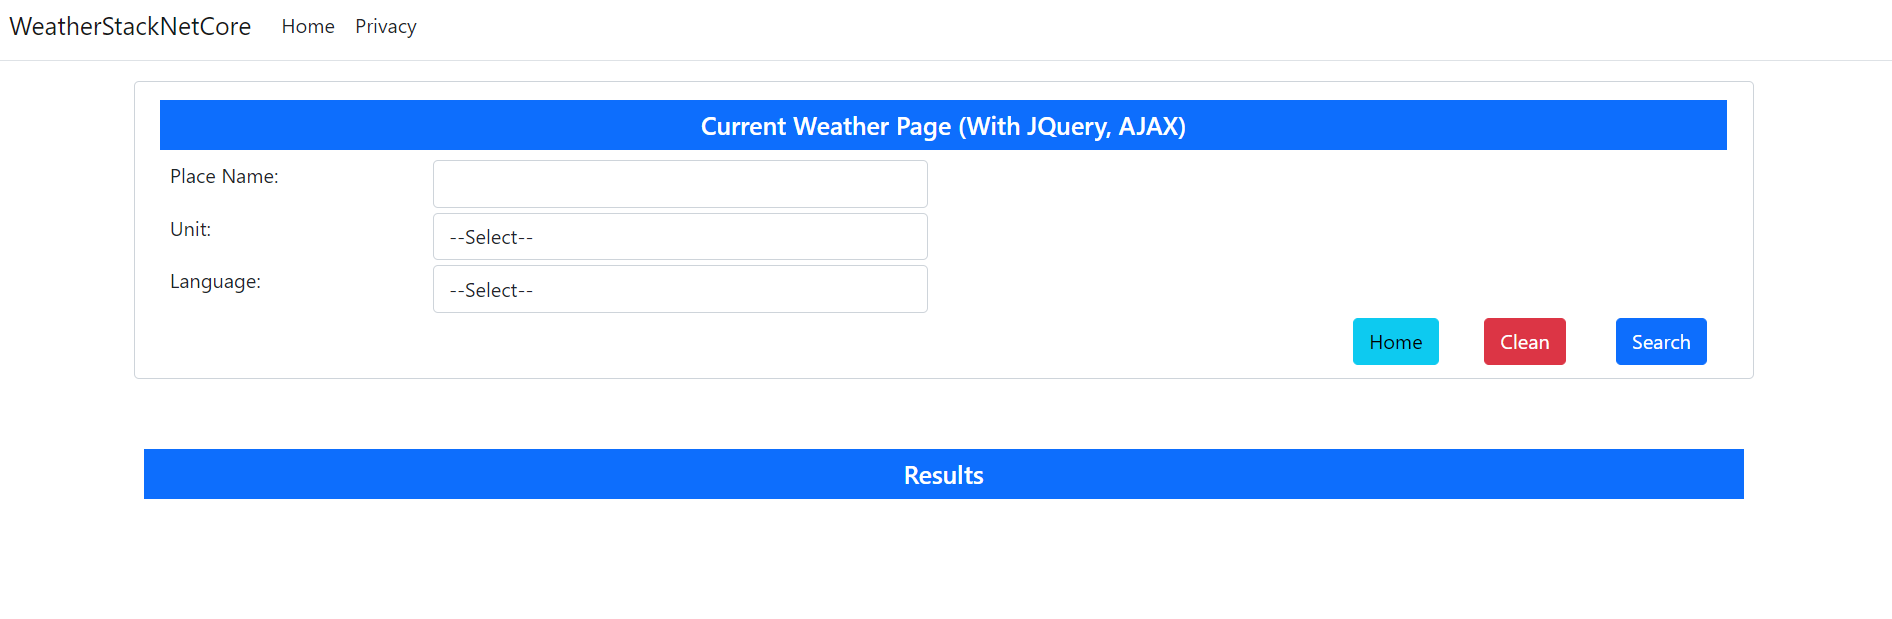 WeatherStackNetCore Home Privacy
Current Weather Page (With JQuery, AJAX)
Place Name:
Unit: --Select--
Language: --Select--
Home Clean Search
Results